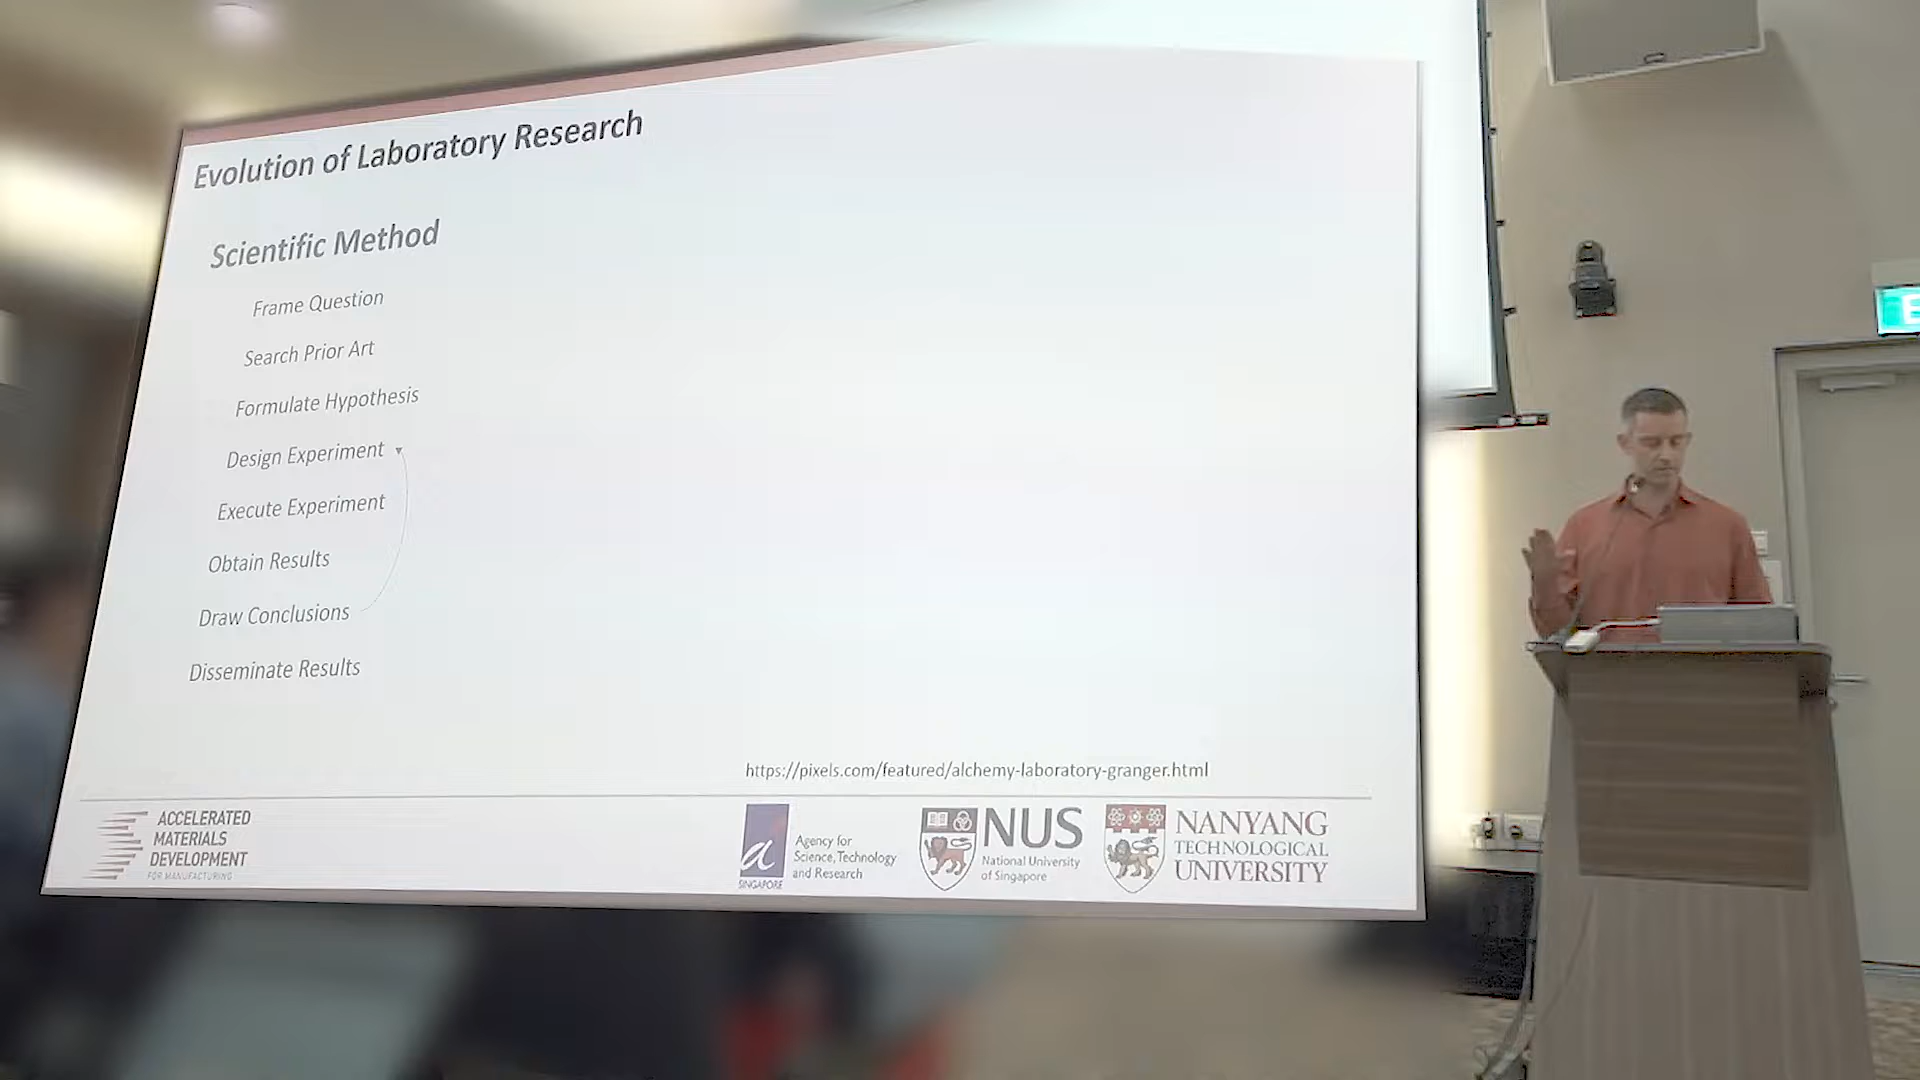 Evolution of Laboratory Research
Scientific Method
Frame Question
Search Prior Art
Formulate Hypothesis
Design Experiment
Execute Experiment
Obtain Results
Draw Conclusions
Disseminate Results
https://pixels.com/featured/alchemy-laboratory-granger.html
ACCELERATED
MATERIALS
DEVELOPMENT
FOR MANUFACTURING
a
SINGAPORE
Agency for
Science, Technology
and Research
NUS
National University
of Singapore
NANYANG
TECHNOLOGICAL
UNIVERSITY